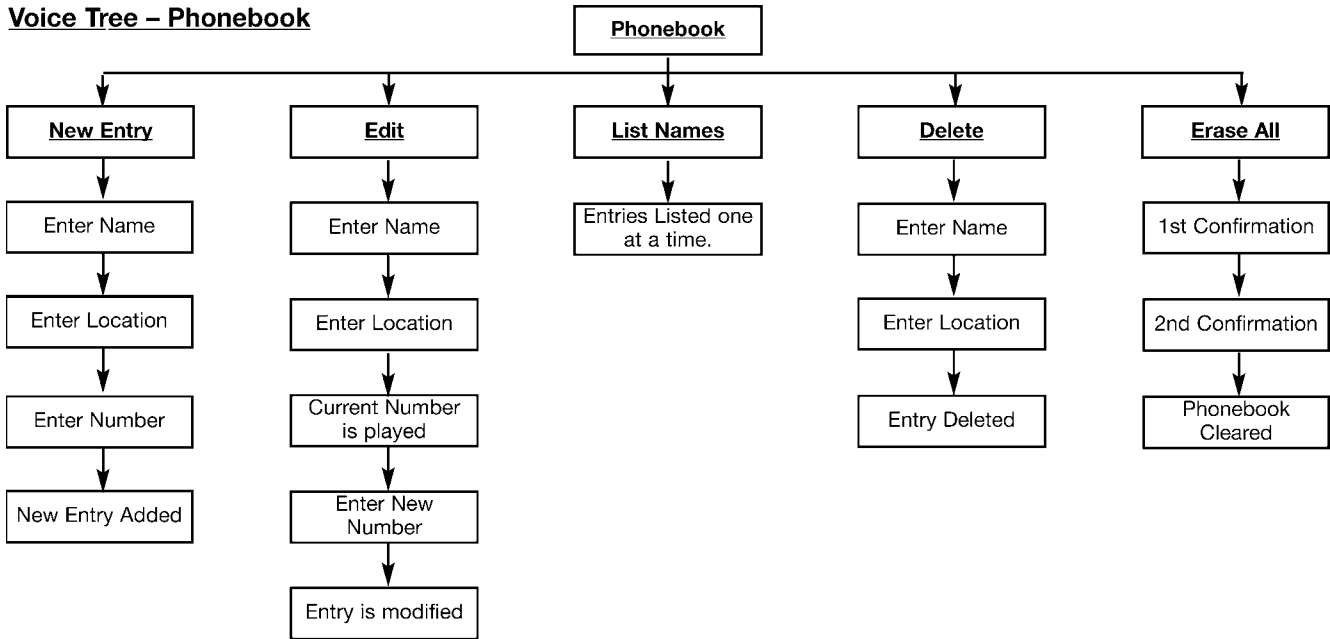 Voice Tree – Phonebook
Phonebook
New Entry
Edit
List Names
Delete
Erase All
Enter Name
Enter Name
Entries Listed one
at a time.
Enter Name
1st Confirmation
Enter Location
Enter Location
Enter Location
2nd Confirmation
Enter Number
Current Number
is played
Entry Deleted
Phonebook
Cleared
New Entry Added
Enter New
Number
Entry is modified